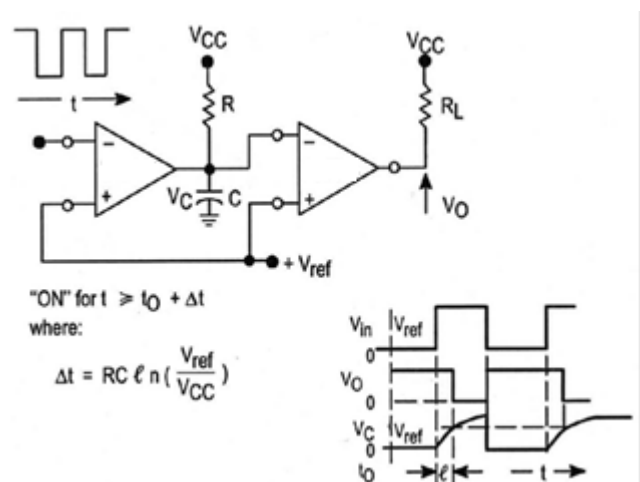 VCC
VCC
R
RL
t
−
+
VC
C
−
+
VO
+ Vref
"ON" for t ≥ tO + Δt
where:
Δt = RC ℓ n ( Vref / VCC )
Vin
Vref
0
VO
0
VC
Vref
0
tO
ℓ
t